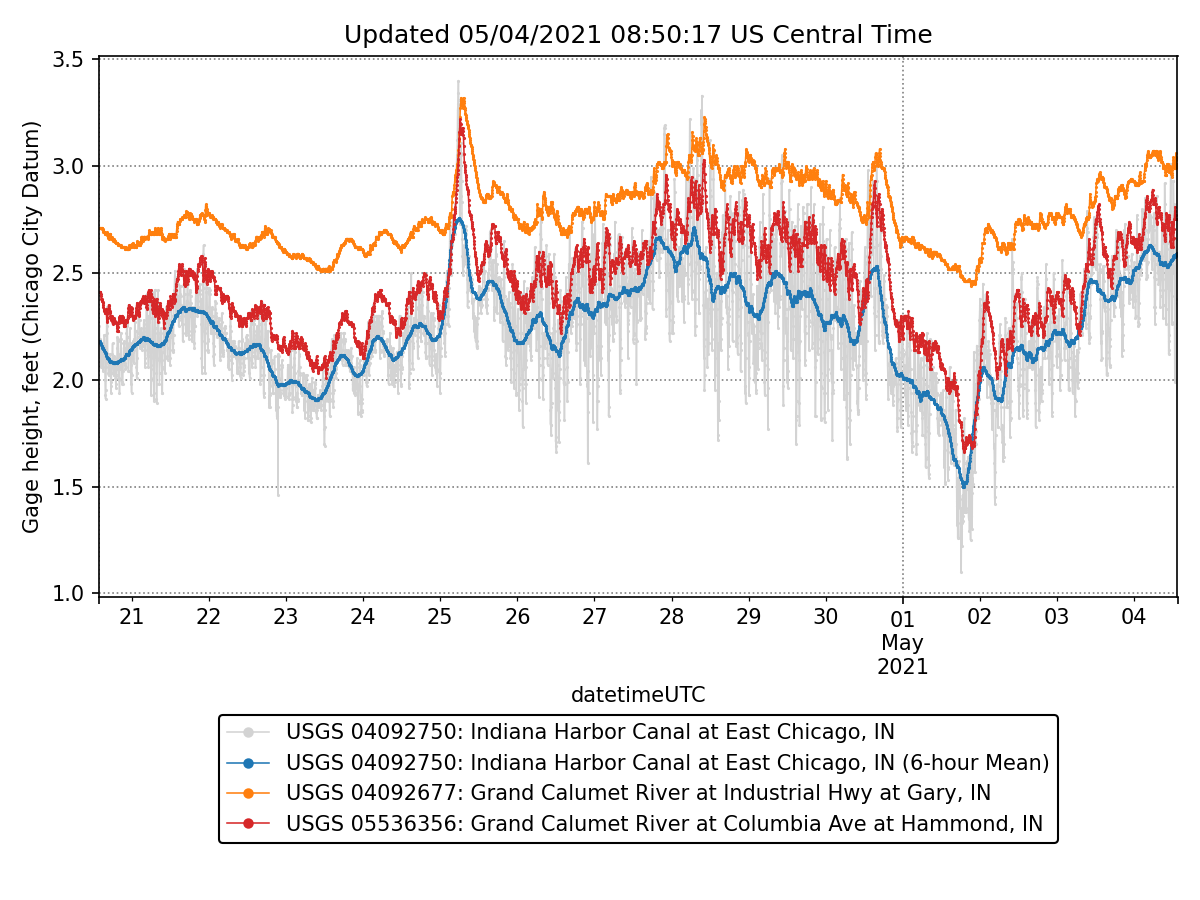 Updated 05/04/2021 08:50:17 US Central Time
Gage height, feet (Chicago City Datum)
3.5
3.0
2.5
2.0
1.5
1.0
21 22 23 24 25 26 27 28 29 30 01 02 03 04
May
2021
datetimeUTC
USGS 04092750: Indiana Harbor Canal at East Chicago, IN
USGS 04092750: Indiana Harbor Canal at East Chicago, IN (6-hour Mean)
USGS 04092677: Grand Calumet River at Industrial Hwy at Gary, IN
USGS 05536356: Grand Calumet River at Columbia Ave at Hammond, IN